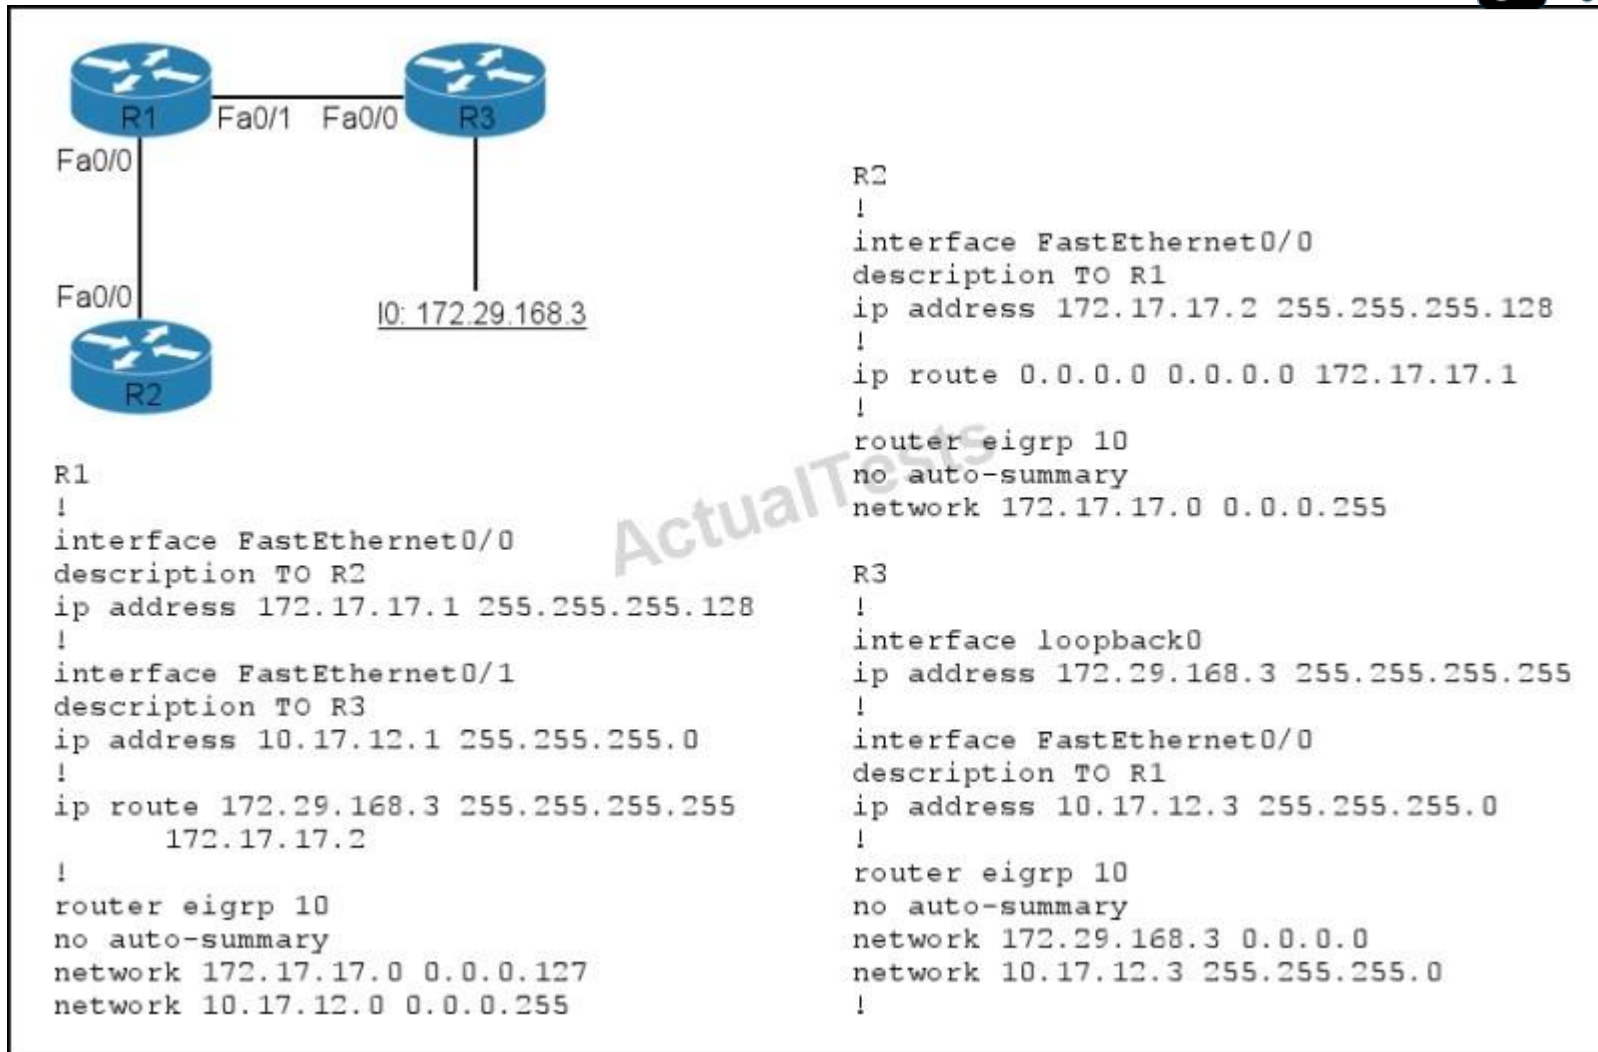 R1
Fa0/1
Fa0/0
R3
Fa0/0
Fa0/0
R2
l0: 172.29.168.3
R1
!
interface FastEthernet0/0
description TO R2
ip address 172.17.17.1 255.255.255.128
!
interface FastEthernet0/1
description TO R3
ip address 10.17.12.1 255.255.255.0
!
ip route 172.29.168.3 255.255.255.255
172.17.17.2
!
router eigrp 10
no auto-summary
network 172.17.17.0 0.0.0.127
network 10.17.12.0 0.0.0.255
ActualTests
R2
!
interface FastEthernet0/0
description TO R1
ip address 172.17.17.2 255.255.255.128
!
ip route 0.0.0.0 0.0.0.0 172.17.17.1
!
router eigrp 10
no auto-summary
network 172.17.17.0 0.0.0.255
R3
!
interface loopback0
ip address 172.29.168.3 255.255.255.255
!
interface FastEthernet0/0
description TO R1
ip address 10.17.12.3 255.255.255.0
!
router eigrp 10
no auto-summary
network 172.29.168.3 0.0.0.0
network 10.17.12.3 255.255.255.0
!